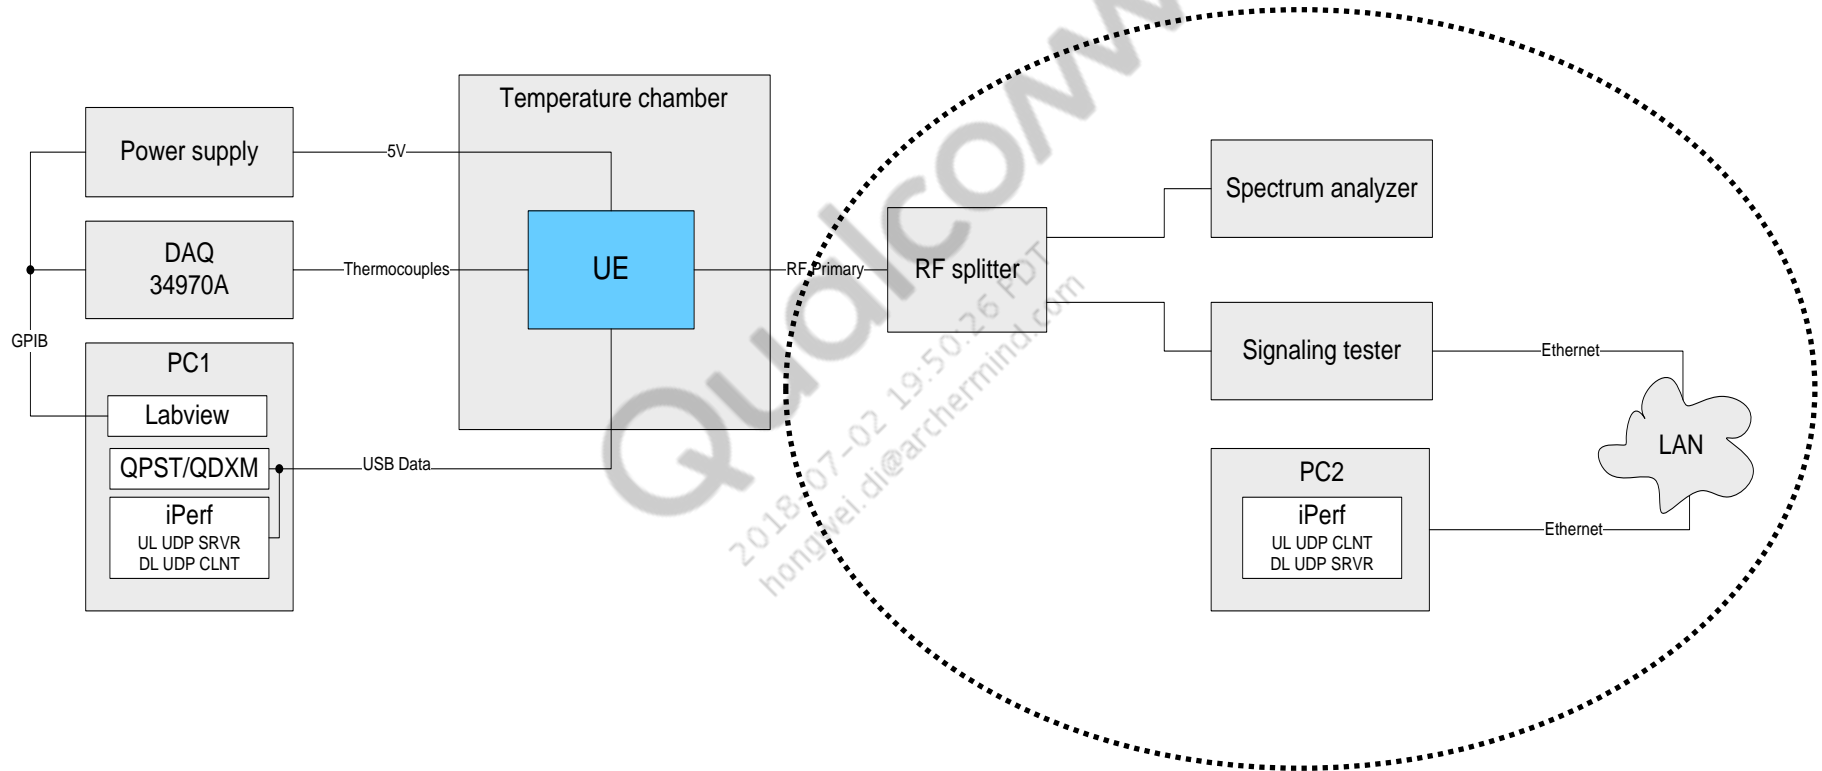 Temperature chamber
Power supply
5V
Spectrum analyzer
DAQ
34970A
Thermocouples
UE
RF Primary
RF splitter
GPIB
PC1
Labview
QPST/QDXM
USB Data
iPerf
UL UDP SRVR
DL UDP CLNT
Signaling tester
Ethernet
LAN
PC2
iPerf
UL UDP CLNT
DL UDP SRVR
Ethernet
2018-07-02 19:50:26 PDT
hongwei.di@archermind.com